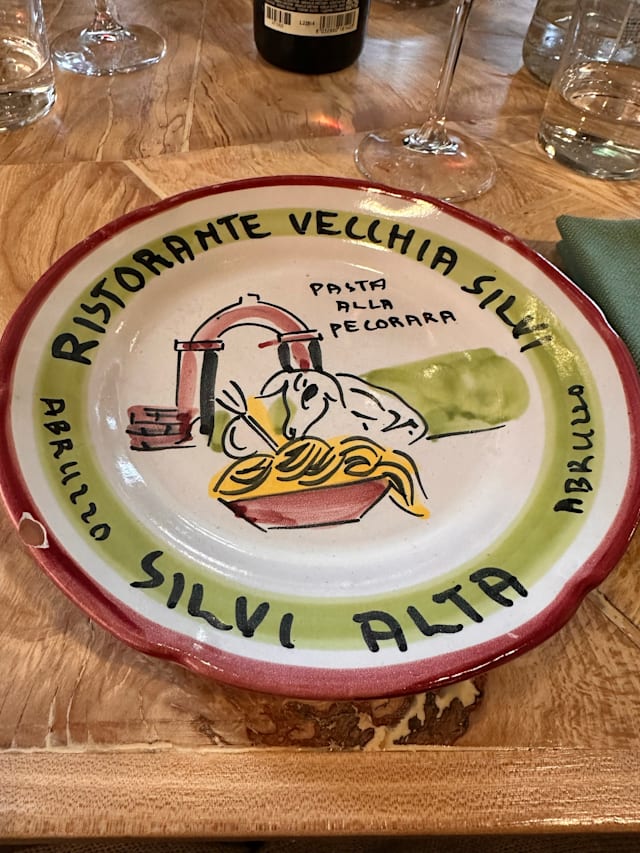 RISTORANTE VECCHIA SILVI
PASTA
ALLA
PECORARA
ABRUZZO
ABRUZZO
SILVI ALTA